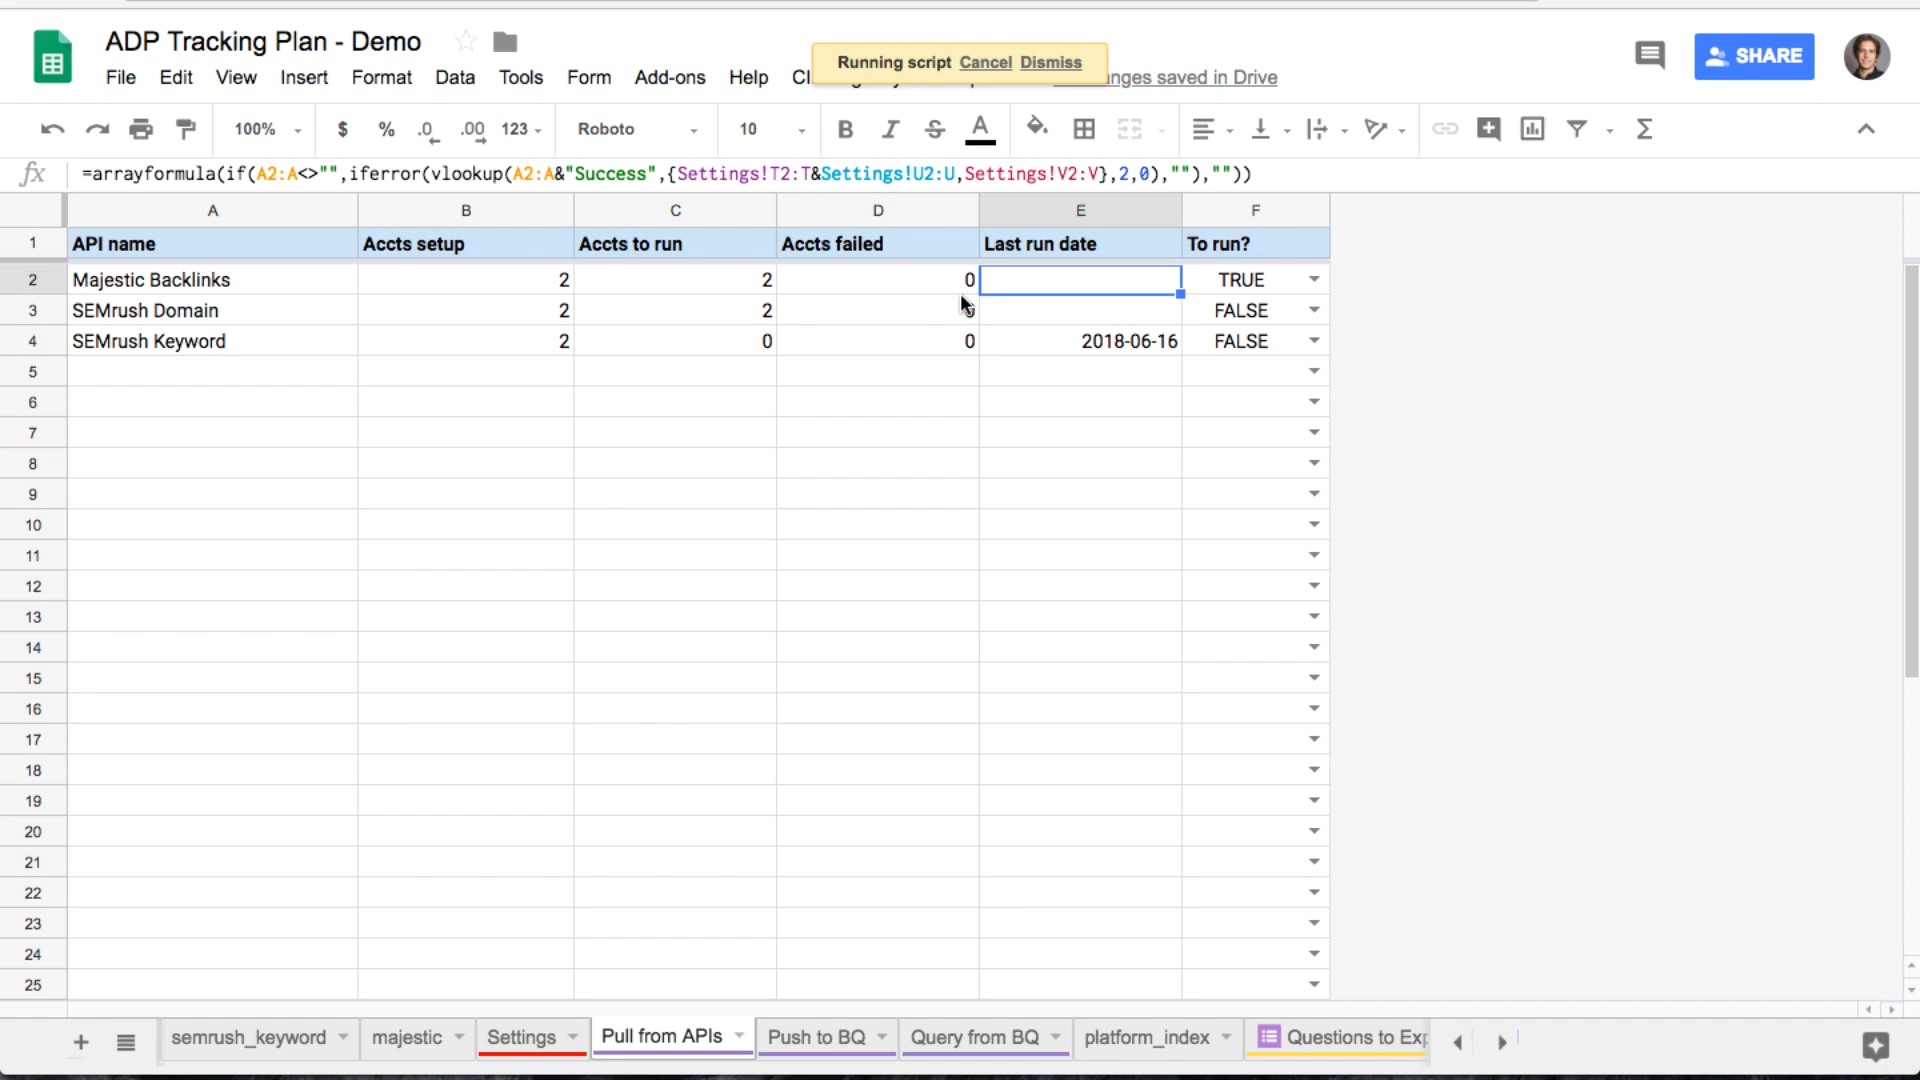 ADP Tracking Plan - Demo
File Edit View Insert Format Data Tools Form Add-ons Help
Running script Cancel Dismiss
saved in Drive
SHARE
100% $ % .0 .00 123 Roboto 10 B I S A
fx =arrayformula(if(A2:A<>"",iferror(vlookup(A2:A&"Success",{Settings!T2:T&Settings!U2:U,Settings!V2:V},2,0),""),""))
A B C D E F
1 API name Accts setup Accts to run Accts failed Last run date To run?
2 Majestic Backlinks 2 2 0 TRUE
3 SEMrush Domain 2 2 FALSE
4 SEMrush Keyword 2 0 0 2018-06-16 FALSE
5
6
7
8
9
10
11
12
13
14
15
16
17
18
19
20
21
22
23
24
25
semrush_keyword majestic Settings Pull from APIs Push to BQ Query from BQ platform_index Questions to Exp